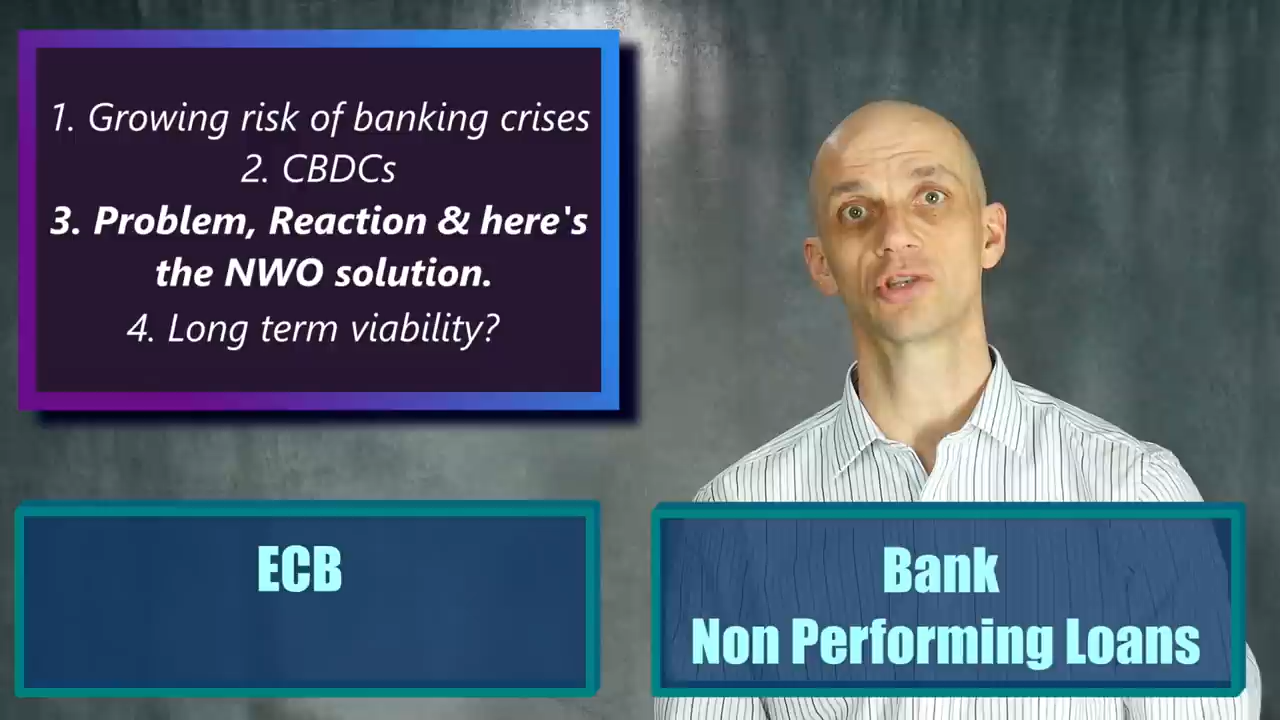 1. Growing risk of banking crises
2. CBDCs
3. Problem, Reaction & here's
the NWO solution.
4. Long term viability?
ECB
Bank
Non Performing Loans